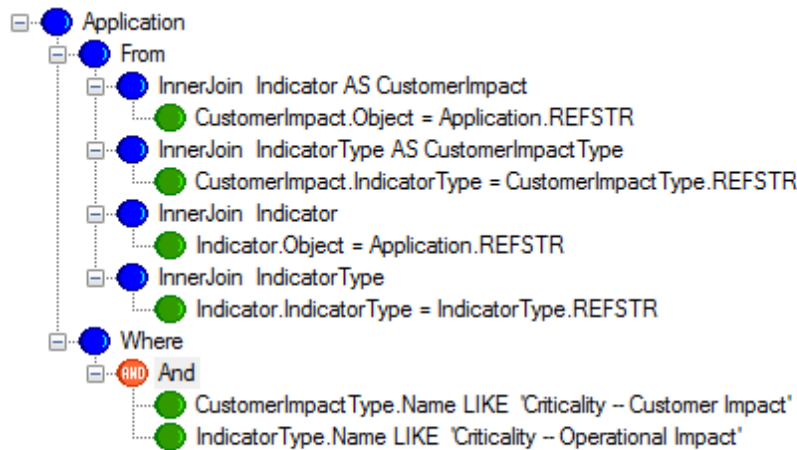 Application
From
InnerJoin Indicator AS CustomerImpact
CustomerImpact.Object = Application.REFSTR
InnerJoin IndicatorType AS CustomerImpactType
CustomerImpact.IndicatorType = CustomerImpactType.REFSTR
InnerJoin Indicator
Indicator.Object = Application.REFSTR
InnerJoin IndicatorType
Indicator.IndicatorType = IndicatorType.REFSTR
Where
AND And
CustomerImpactType.Name LIKE 'Criticality -- Customer Impact'
IndicatorType.Name LIKE 'Criticality -- Operational Impact'